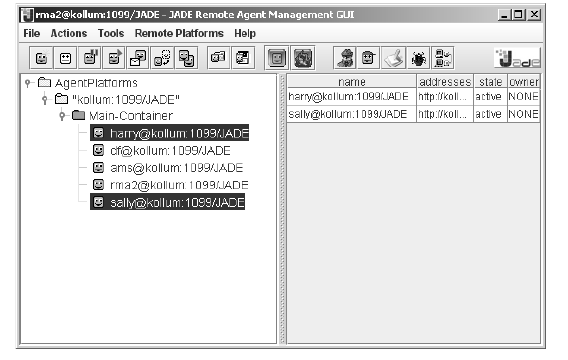 rma2@kollum:1099/JADE - JADE Remote Agent Management GUI
File Actions Tools Remote Platforms Help
Jade
AgentPlatforms
"kollum:1099/JADE"
Main-Container
harry@kollum:1099/JADE
df@kollum:1099/JADE
ams@kollum:1099/JADE
rma2@kollum:1099/JADE
sally@kollum:1099/JADE
name addresses state owner
harry@kollum:1099/JADE http://koll... active NONE
sally@kollum:1099/JADE http://koll... active NONE